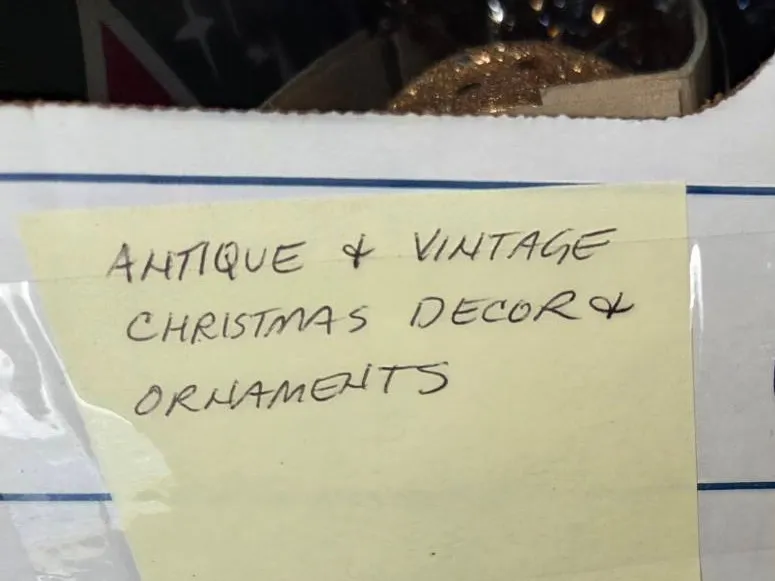 ANTIQUE & VINTAGE
CHRISTMAS DECOR &
ORNAMENTS